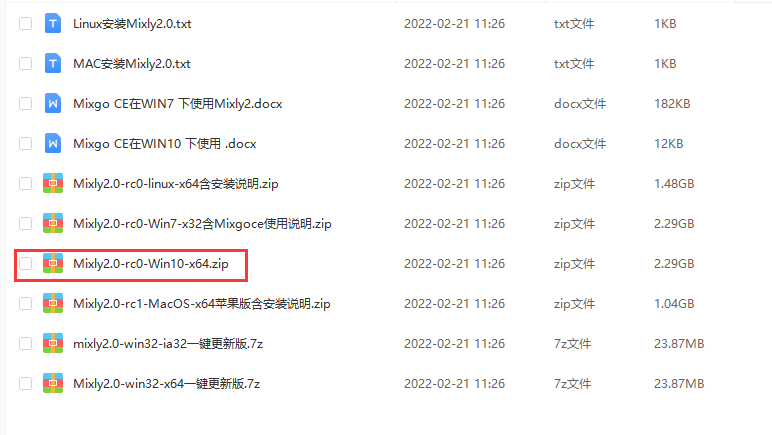 Linux安装Mixly2.0.txt 2022-02-21 11:26 txt文件 1KB
MAC安装Mixly2.0.txt 2022-02-21 11:26 txt文件 1KB
Mixgo CE在WIN7 下使用Mixly2.docx 2022-02-21 11:26 docx文件 182KB
Mixgo CE在WIN10 下使用 .docx 2022-02-21 11:26 docx文件 12KB
Mixly2.0-rc0-linux-x64含安装说明.zip 2022-02-21 11:26 zip文件 1.48GB
Mixly2.0-rc0-Win7-x32含Mixgoce使用说明.zip 2022-02-21 11:26 zip文件 2.29GB
Mixly2.0-rc0-Win10-x64.zip 2022-02-21 11:26 zip文件 2.29GB
Mixly2.0-rc1-MacOS-x64苹果版含安装说明.zip 2022-02-21 11:26 zip文件 1.04GB
mixly2.0-win32-ia32一键更新版.7z 2022-02-21 11:26 7z文件 23.87MB
Mixly2.0-win32-x64一键更新版.7z 2022-02-21 11:26 7z文件 23.87MB